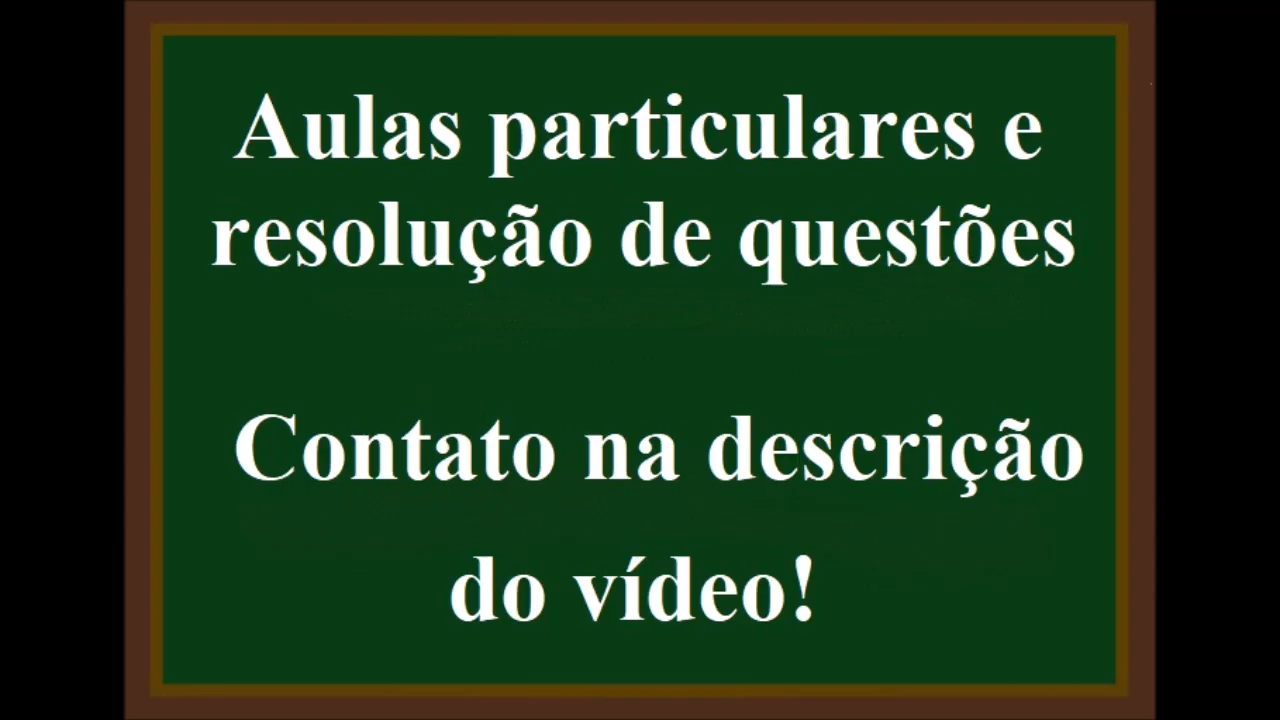 Aulas particulares e
resolução de questões
Contato na descrição
do vídeo!